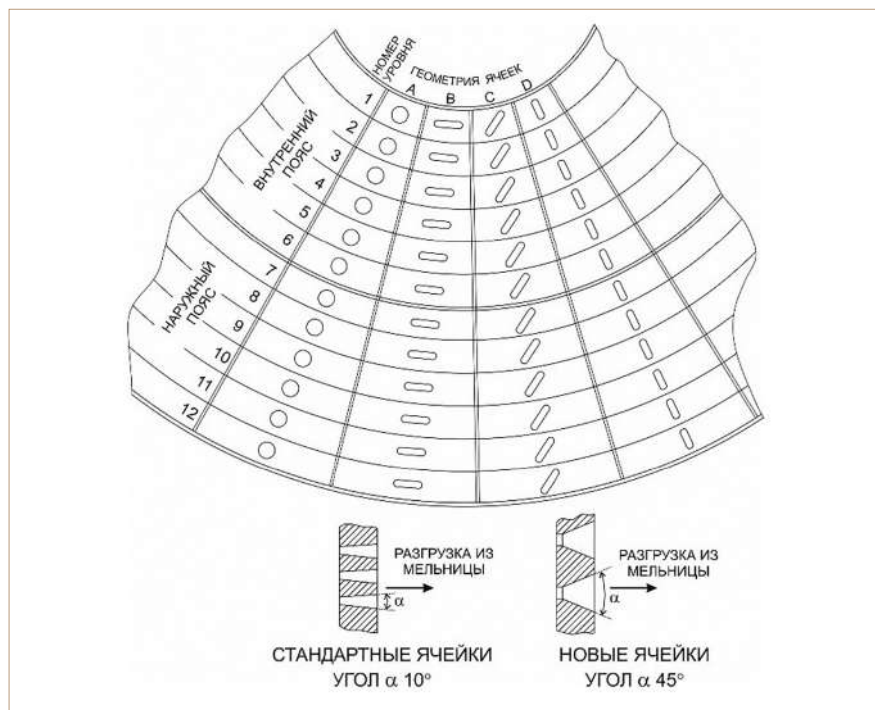 НОМЕР
УРОВНЯ
ГЕОМЕТРИЯ ЯЧЕЕК
A B C D
ВНУТРЕННИЙ
ПОЯС
1
2
3
4
5
6
НАРУЖНЫЙ
ПОЯС
7
8
9
10
11
12
РАЗГРУЗКА ИЗ
МЕЛЬНИЦЫ
α
СТАНДАРТНЫЕ ЯЧЕЙКИ
УГОЛ α 10°
РАЗГРУЗКА ИЗ
МЕЛЬНИЦЫ
α
НОВЫЕ ЯЧЕЙКИ
УГОЛ α 45°